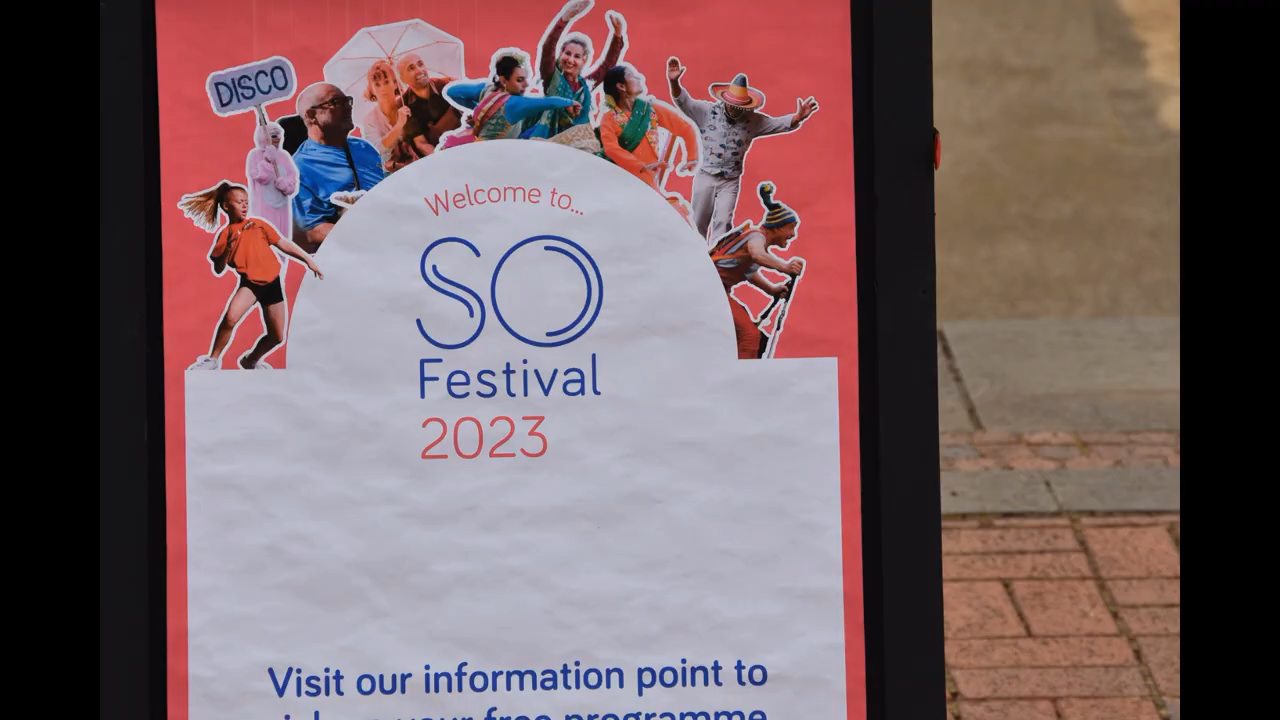 DISCO
Welcome to...
SO
Festival
2023
Visit our information point to
your free programme